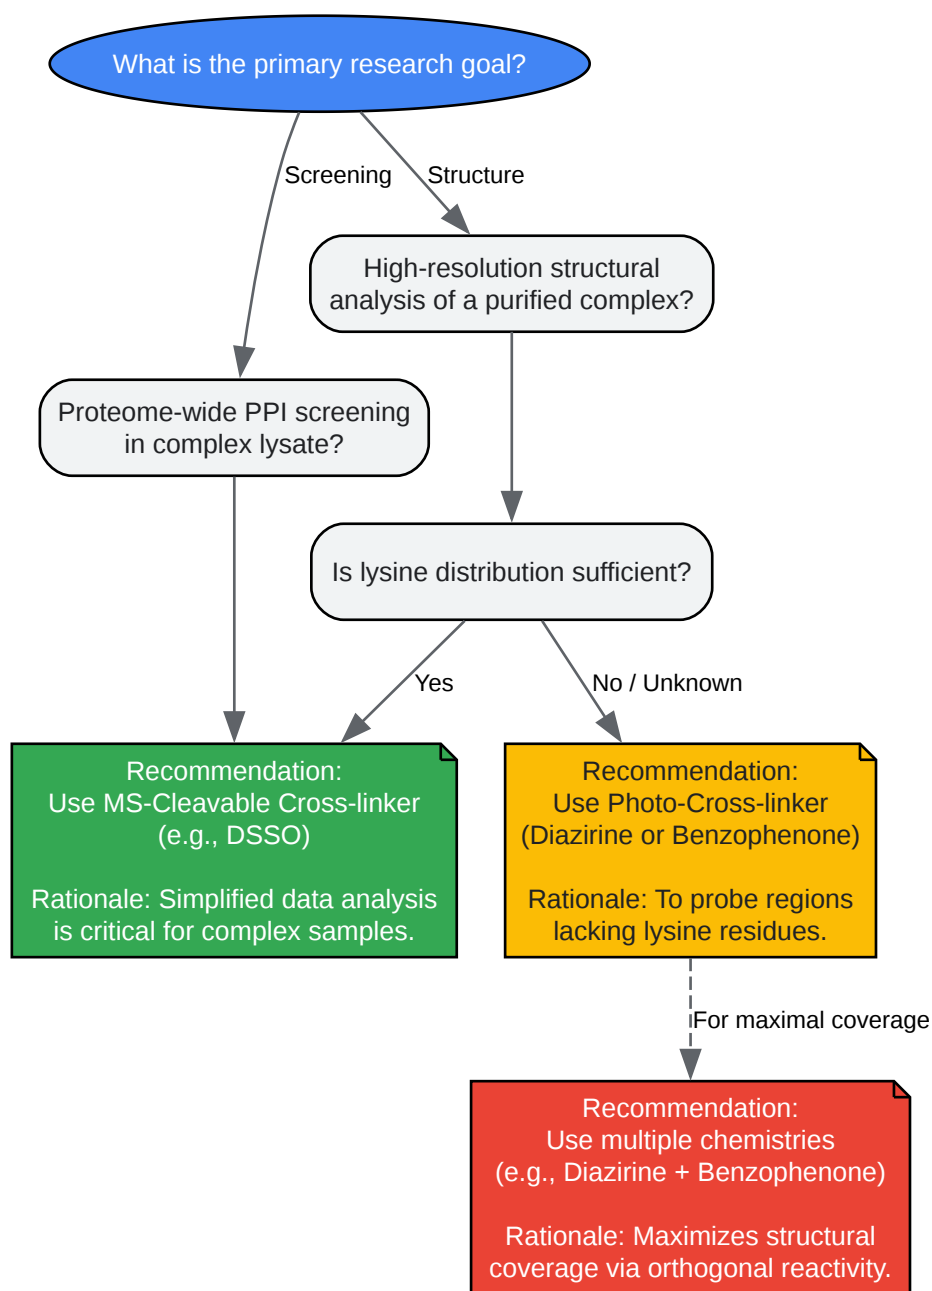 What is the primary research goal?
Screening
Structure
High-resolution structural
analysis of a purified complex?
Proteome-wide PPI screening
in complex lysate?
Is lysine distribution sufficient?
Yes
No / Unknown
Recommendation:
Use MS-Cleavable Cross-linker
(e.g., DSSO)
Rationale: Simplified data analysis
is critical for complex samples.
Recommendation:
Use Photo-Cross-linker
(Diazirine or Benzophenone)
Rationale: To probe regions
lacking lysine residues.
For maximal coverage
Recommendation:
Use multiple chemistries
(e.g., Diazirine + Benzophenone)
Rationale: Maximizes structural
coverage via orthogonal reactivity.